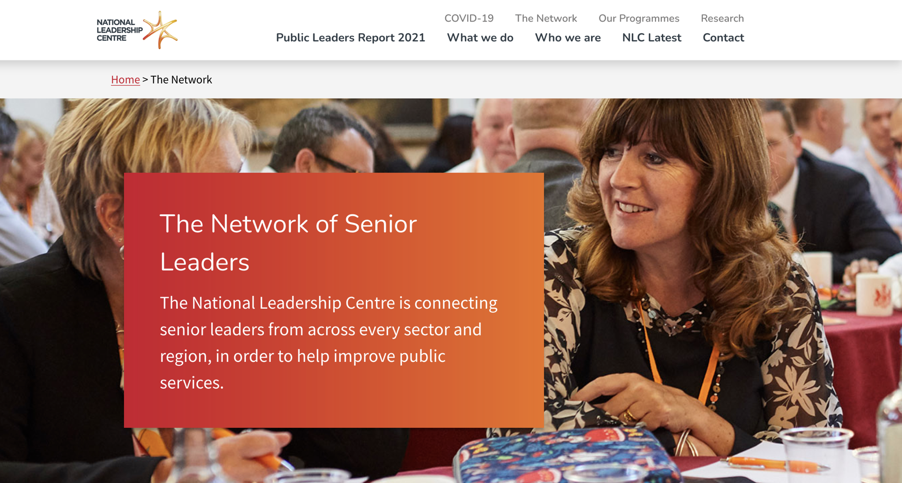 NATIONAL
LEADERSHIP
CENTRE
COVID-19 The Network Our Programmes Research
Public Leaders Report 2021 What we do Who we are NLC Latest Contact
Home > The Network
The Network of Senior
Leaders
The National Leadership Centre is connecting
senior leaders from across every sector and
region, in order to help improve public
services.